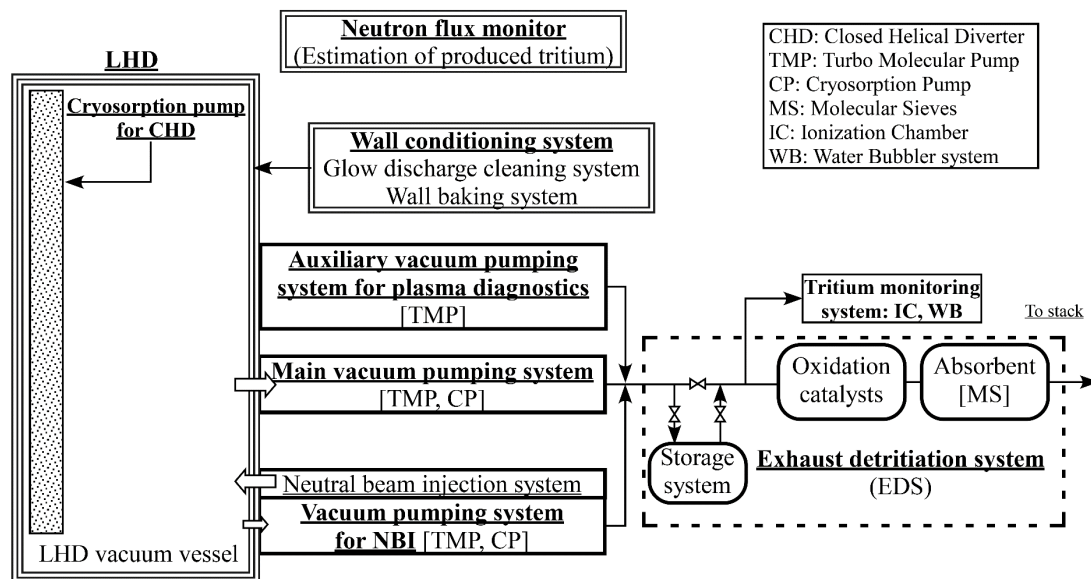 Neutron flux monitor
(Estimation of produced tritium)
CHD: Closed Helical Diverter
TMP: Turbo Molecular Pump
CP: Cryosorption Pump
MS: Molecular Sieves
IC: Ionization Chamber
WB: Water Bubbler system
LHD
Cryosorption pump
for CHD
Wall conditioning system
Glow discharge cleaning system
Wall baking system
Auxiliary vacuum pumping
system for plasma diagnostics
[TMP]
Tritium monitoring
system: IC, WB
To stack
Main vacuum pumping system
[TMP, CP]
Oxidation
catalysts
Absorbent
[MS]
Storage
system
Exhaust detritiation system
(EDS)
Neutral beam injection system
Vacuum pumping system
for NBI [TMP, CP]
LHD vacuum vessel